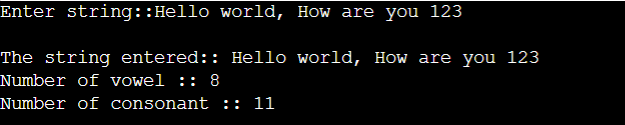 Enter string::Hello world, How are you 123
The string entered:: Hello world, How are you 123
Number of vowel :: 8
Number of consonant :: 11